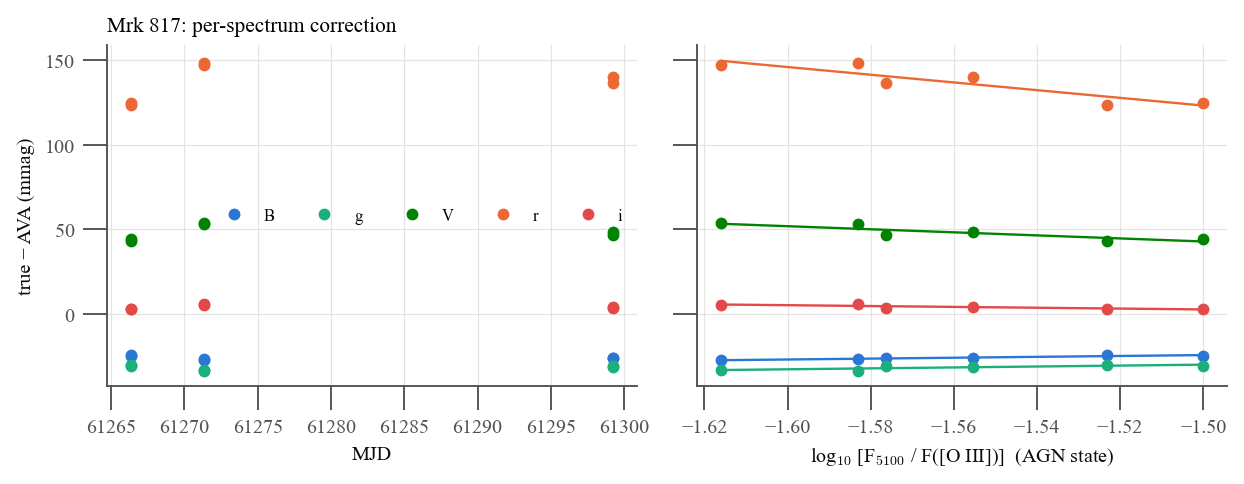 Mrk 817: per-spectrum correction
true − AVA (mmag)
150
100
50
0
B g V r i
61265 61270 61275 61280 61285 61290 61295 61300
MJD
−1.62 −1.60 −1.58 −1.56 −1.54 −1.52 −1.50
log₁₀ [F₅₁₀₀ / F([O III])] (AGN state)